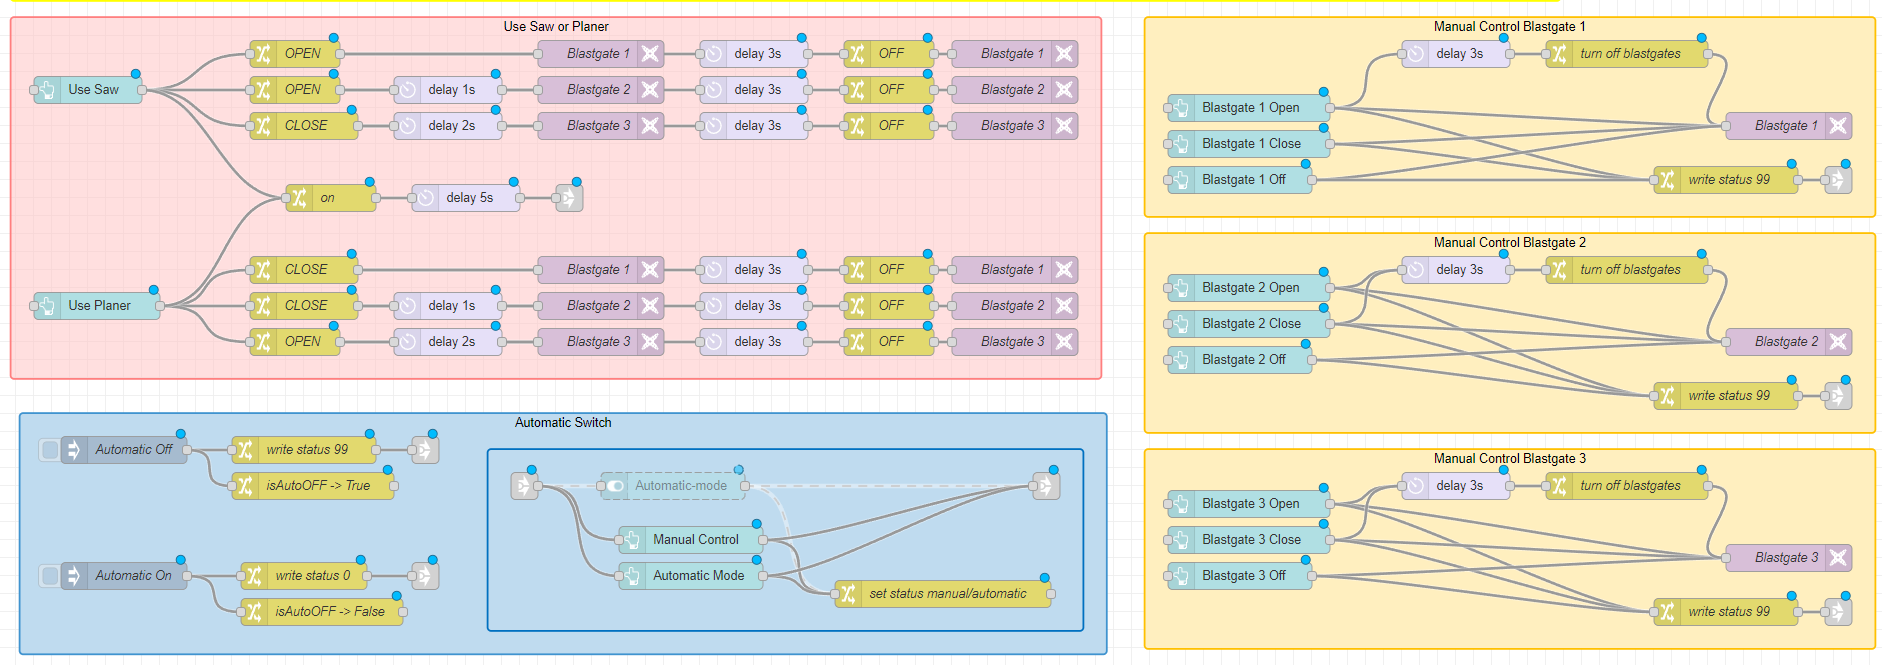 Use Saw or Planer
OPEN Blastgate 1 delay 3s OFF Blastgate 1
Use Saw OPEN delay 1s Blastgate 2 delay 3s OFF Blastgate 2
CLOSE delay 2s Blastgate 3 delay 3s OFF Blastgate 3
on delay 5s
CLOSE Blastgate 1 delay 3s OFF Blastgate 1
Use Planer CLOSE delay 1s Blastgate 2 delay 3s OFF Blastgate 2
OPEN delay 2s Blastgate 3 delay 3s OFF Blastgate 3
Automatic Switch
Automatic Off write status 99
isAutoOFF -> True
Automatic-mode
Manual Control
Automatic On write status 0
Automatic Mode
isAutoOFF -> False
set status manual/automatic
Manual Control Blastgate 1
delay 3s turn off blastgates
Blastgate 1 Open
Blastgate 1
Blastgate 1 Close
Blastgate 1 Off write status 99
Manual Control Blastgate 2
delay 3s turn off blastgates
Blastgate 2 Open
Blastgate 2 Close
Blastgate 2
Blastgate 2 Off
write status 99
Manual Control Blastgate 3
delay 3s turn off blastgates
Blastgate 3 Open
Blastgate 3 Close
Blastgate 3
Blastgate 3 Off
write status 99